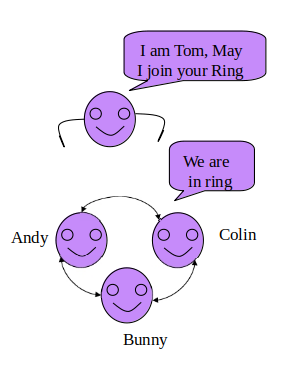 I am Tom, May
I join your Ring
We are
in ring
Andy
Colin
Bunny